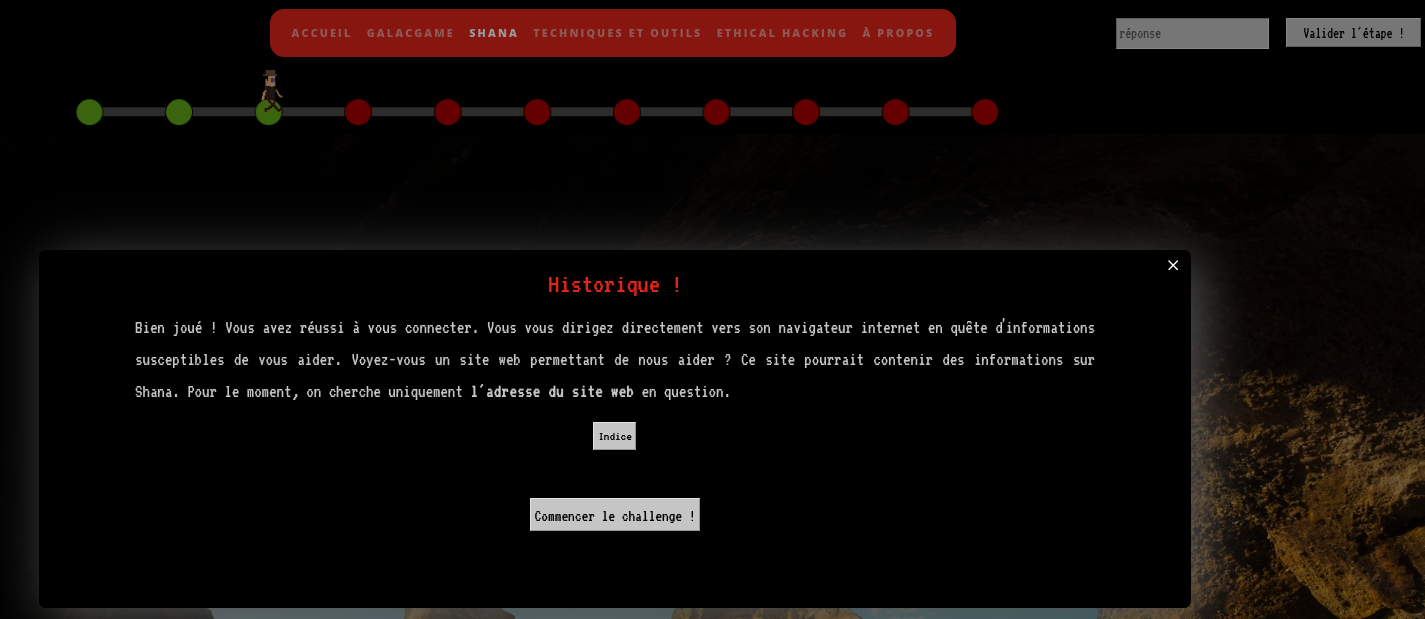 ACCUEIL GALACGAME SHANA TECHNIQUES ET OUTILS ETHICAL HACKING À PROPOS
réponse
Valider l'étape !
Historique !
Bien joué ! Vous avez réussi à vous connecter. Vous vous dirigez directement vers son navigateur internet en quête d'informations
susceptibles de vous aider. Voyez-vous un site web permettant de nous aider ? Ce site pourrait contenir des informations sur
Shana. Pour le moment, on cherche uniquement l'adresse du site web en question.
Indice
Commencer le challenge !